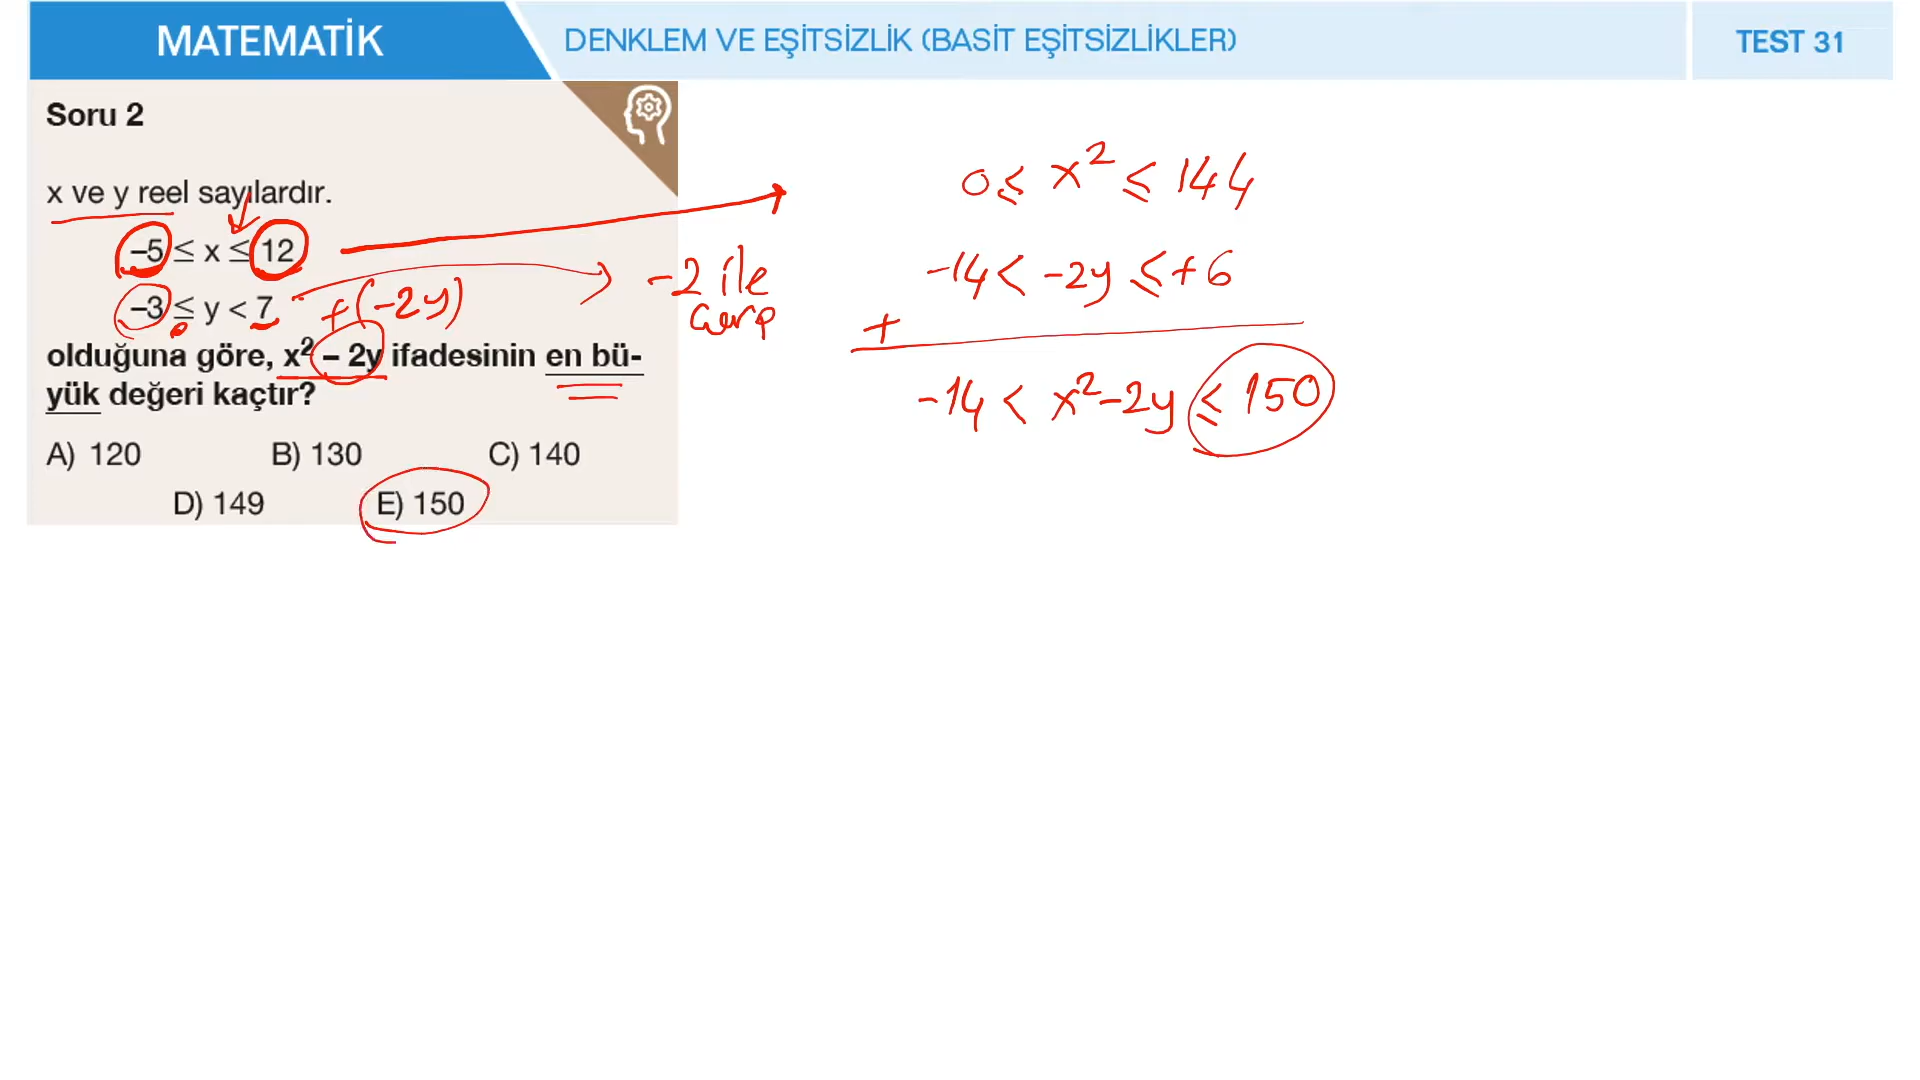 MATEMATİK
DENKLEM VE EŞİTSİZLİK (BASİT EŞİTSİZLİKLER)
TEST 31
Soru 2
x ve y reel sayılardır.
–5 ≤ x ≤ 12
–3 ≤ y < 7 +(-2y)
olduğuna göre, x² – 2y ifadesinin en bü-
yük değeri kaçtır?
A) 120 B) 130 C) 140
D) 149 E) 150
-2 ile
Çarp
0 ≤ x² ≤ 144
-14 < -2y ≤ +6
+
-14 < x²-2y ≤ 150